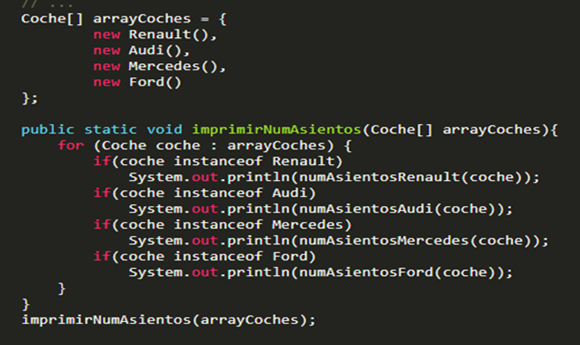 // ...
Coche[] arrayCoches = {
new Renault(),
new Audi(),
new Mercedes(),
new Ford()
};
public static void imprimirNumAsientos(Coche[] arrayCoches){
for (Coche coche : arrayCoches) {
if(coche instanceof Renault)
System.out.println(numAsientosRenault(coche));
if(coche instanceof Audi)
System.out.println(numAsientosAudi(coche));
if(coche instanceof Mercedes)
System.out.println(numAsientosMercedes(coche));
if(coche instanceof Ford)
System.out.println(numAsientosFord(coche));
}
}
imprimirNumAsientos(arrayCoches);